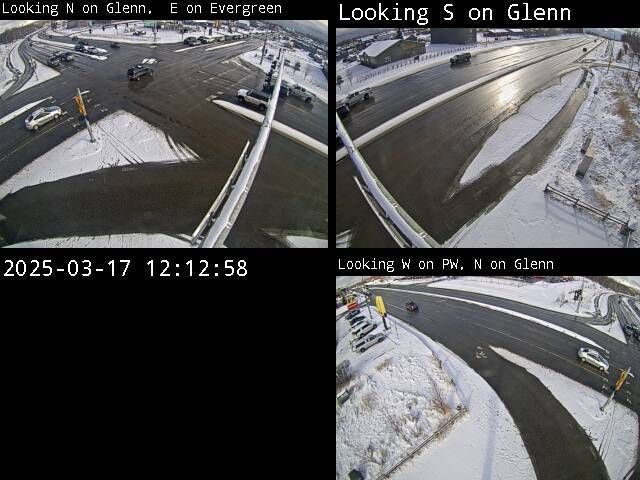 Looking N on Glenn,  E on Evergreen
Looking S on Glenn
2025-03-17 12:12:58
Looking W on PW, N on Glenn